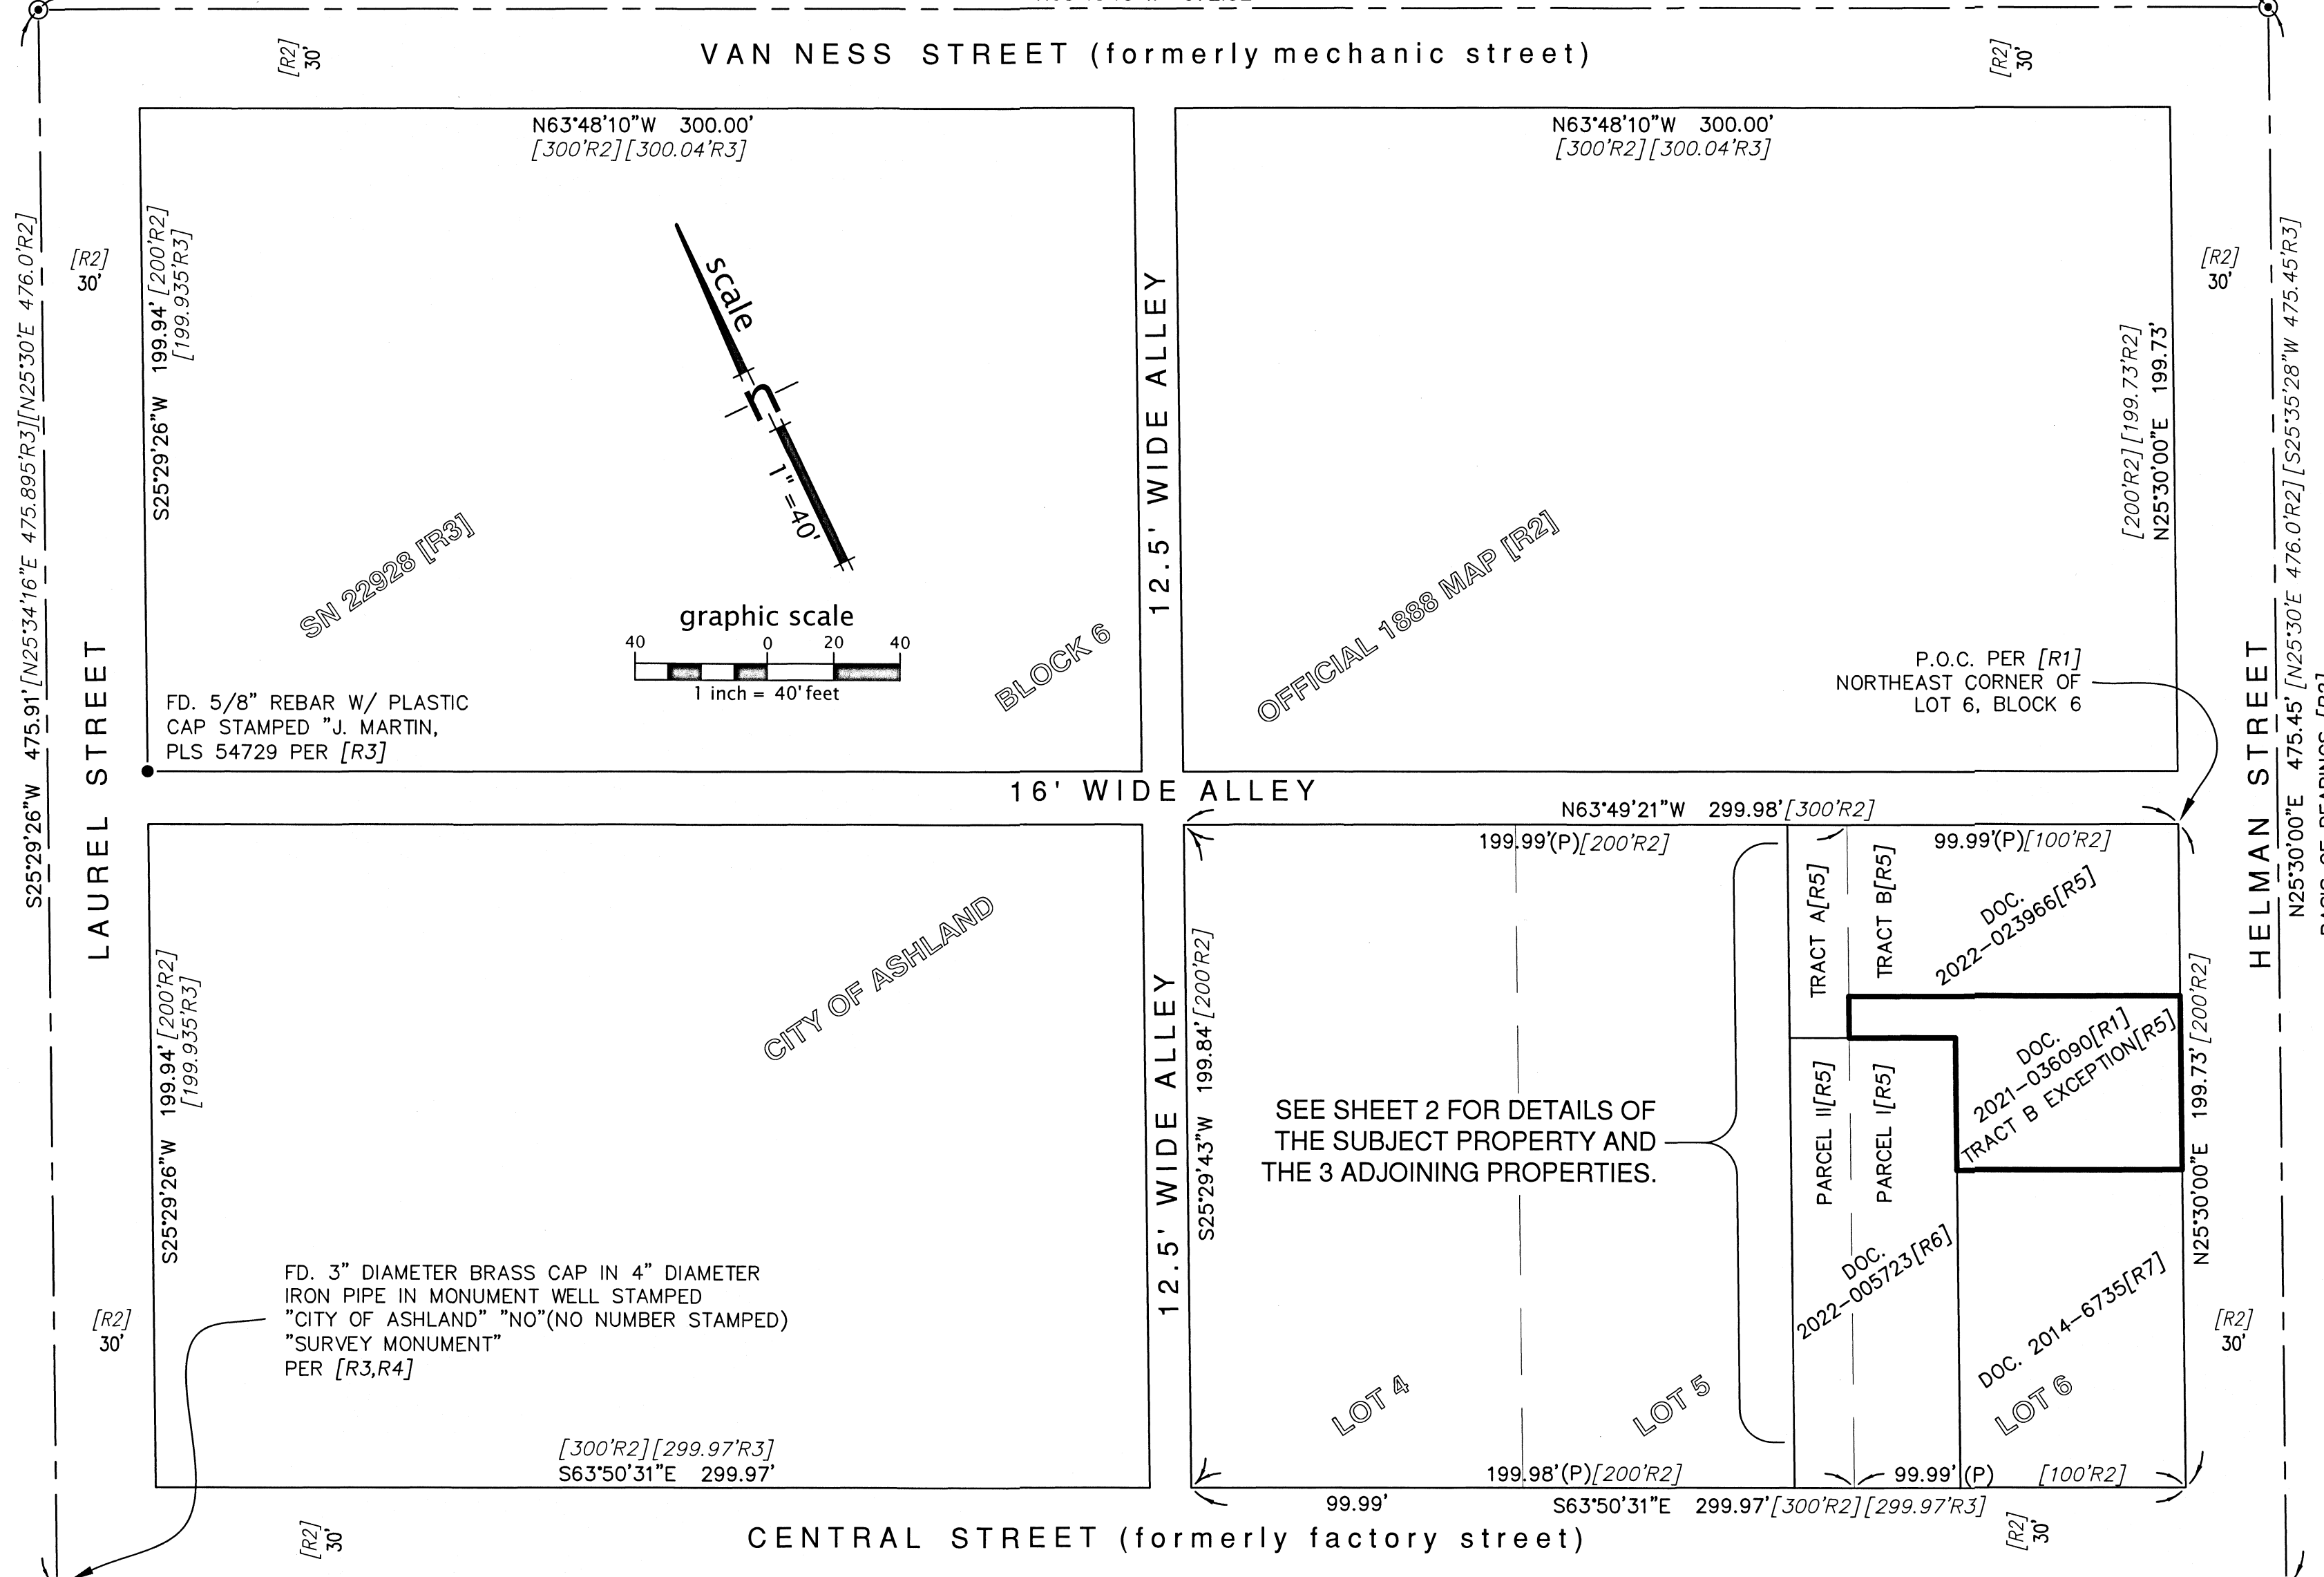 VAN NESS STREET (formerly mechanic street)
[R2]
30'
[R2]
30'
N63°48'10"W 300.00'
[300'R2][300.04'R3]
N63°48'10"W 300.00'
[300'R2][300.04'R3]
S25°29'26"W 475.91' [N25°34'16"E 475.895'R3][N25°30'E 476.0'R2]
[R2]
30'
S25°29'26"W 199.94' [200'R2]
[199.935'R3]
scale
n
1" =40'
graphic scale
40 0 20 40
1 inch = 40' feet
SN 22928 [R3]
BLOCK 6
12.5' WIDE ALLEY
OFFICIAL 1888 MAP [R2]
[200'R2][199.73'R2]
N25°30'00"E 199.73'
[R2]
30'
N25°30'00"E 475.45' [N25°30'E 476.0'R2] [S25°35'28"W 475.45'R3]
LAUREL STREET
HELMAN STREET
FD. 5/8" REBAR W/ PLASTIC
CAP STAMPED "J. MARTIN,
PLS 54729 PER [R3]
P.O.C. PER [R1]
NORTHEAST CORNER OF
LOT 6, BLOCK 6
16' WIDE ALLEY
N63°49'21"W 299.98' [300'R2]
199.99'(P)[200'R2]
99.99'(P)[100'R2]
S25°29'26"W 199.94' [200'R2]
[199.935'R3]
CITY OF ASHLAND
12.5' WIDE ALLEY
S25°29'43"W 199.84' [200'R2]
TRACT A[R5]
TRACT B[R5]
DOC.
2022-023966[R5]
DOC.
2021-036090[R1]
TRACT B EXCEPTION[R5]
N25°30'00"E 199.73' [200'R2]
SEE SHEET 2 FOR DETAILS OF
THE SUBJECT PROPERTY AND
THE 3 ADJOINING PROPERTIES.
PARCEL II[R5]
PARCEL I[R5]
DOC.
2022-005723[R6]
DOC. 2014-6735[R7]
FD. 3" DIAMETER BRASS CAP IN 4" DIAMETER
IRON PIPE IN MONUMENT WELL STAMPED
"CITY OF ASHLAND" "NO"(NO NUMBER STAMPED)
"SURVEY MONUMENT"
PER [R3,R4]
[R2]
30'
[R2]
30'
LOT 4
LOT 5
LOT 6
[300'R2][299.97'R3]
S63°50'31"E 299.97'
199.98'(P)[200'R2]
99.99' (P) [100'R2]
99.99'
S63°50'31"E 299.97' [300'R2][299.97'R3]
[R2]
30'
CENTRAL STREET (formerly factory street)
[R2]
30'